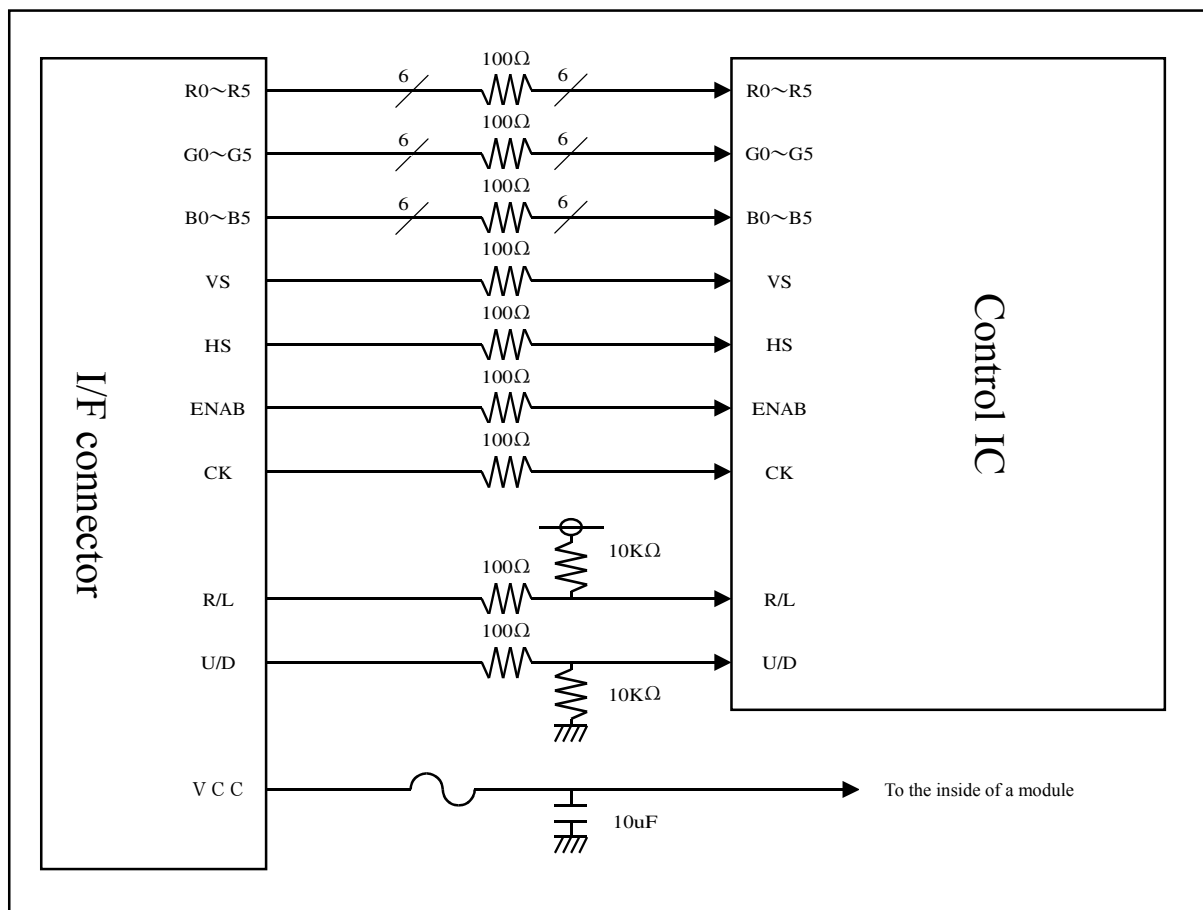 100Ω
R0～R5 6 6 R0～R5
100Ω
G0～G5 6 6 G0～G5
100Ω
B0～B5 6 6 B0～B5
100Ω
VS VS
100Ω
HS HS
100Ω
ENAB ENAB
100Ω
CK CK
I/F connector
Control IC
10KΩ
100Ω
R/L R/L
100Ω
U/D U/D
10KΩ
VCC To the inside of a module
10uF